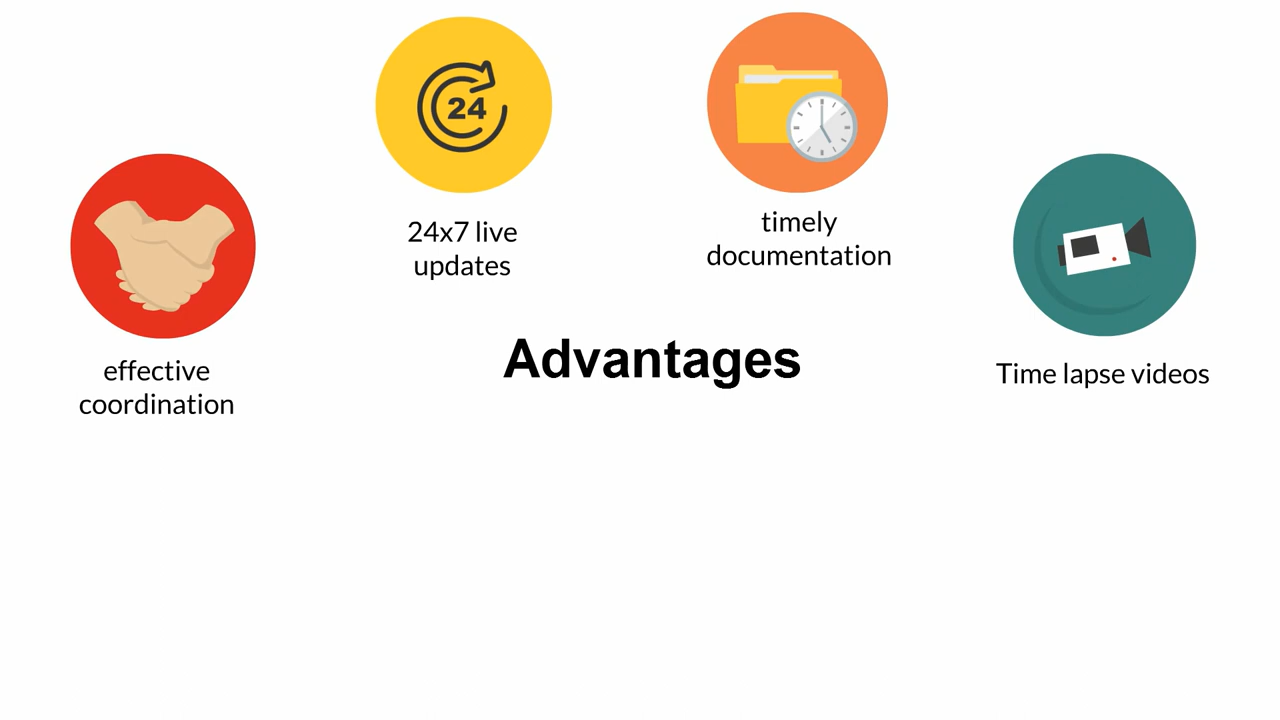 24
24x7 live
updates
timely
documentation
effective
coordination
Advantages
Time lapse videos